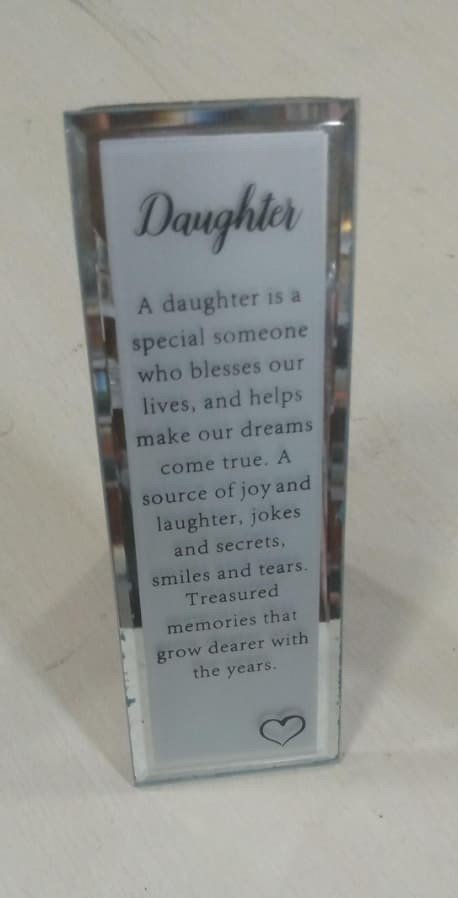 Daughter
A daughter is a
special someone
who blesses our
lives, and helps
make our dreams
come true. A
source of joy and
laughter, jokes
and secrets,
smiles and tears.
Treasured
memories that
grow dearer with
the years.